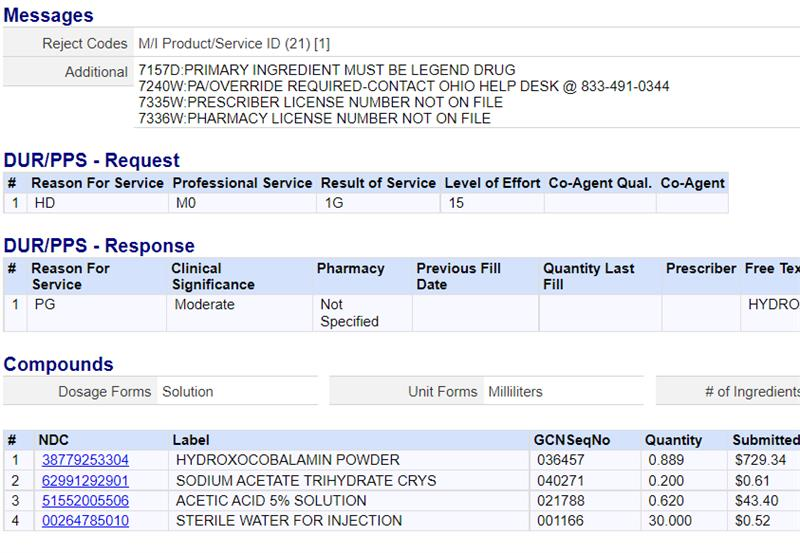 Messages
Reject Codes M/I Product/Service ID (21) [1]
Additional 7157D:PRIMARY INGREDIENT MUST BE LEGEND DRUG
7240W:PA/OVERRIDE REQUIRED-CONTACT OHIO HELP DESK @ 833-491-0344
7335W:PRESCRIBER LICENSE NUMBER NOT ON FILE
7336W:PHARMACY LICENSE NUMBER NOT ON FILE
DUR/PPS - Request
# Reason For Service Professional Service Result of Service Level of Effort Co-Agent Qual. Co-Agent
1 HD M0 1G 15
DUR/PPS - Response
# Reason For Clinical Pharmacy Previous Fill Quantity Last Prescriber Free Tex
Service Significance Date Fill
1 PG Moderate Not HYDRO
Specified
Compounds
Dosage Forms Solution Unit Forms Milliliters # of Ingredients
# NDC Label GCNSeqNo Quantity Submitted
1 38779253304 HYDROXOCOBALAMIN POWDER 036457 0.889 $729.34
2 62991292901 SODIUM ACETATE TRIHYDRATE CRYS 040271 0.200 $0.61
3 51552005506 ACETIC ACID 5% SOLUTION 021788 0.620 $43.40
4 00264785010 STERILE WATER FOR INJECTION 001166 30.000 $0.52